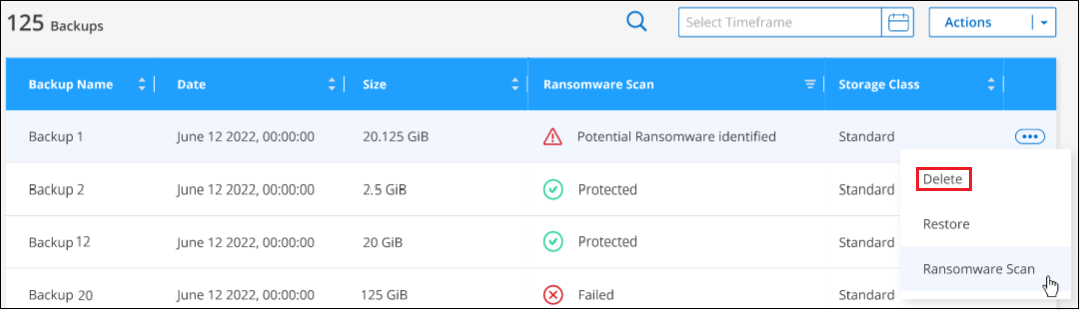 125 Backups
Select Timeframe
Actions
Backup Name Date Size Ransomware Scan Storage Class
Backup 1 June 12 2022, 00:00:00 20.125 GiB Potential Ransomware identified Standard
Backup 2 June 12 2022, 00:00:00 2.5 GiB Protected Standard
Backup 12 June 12 2022, 00:00:00 20 GiB Protected Standard
Backup 20 June 12 2022, 00:00:00 125 GiB Failed Standard
Delete
Restore
Ransomware Scan